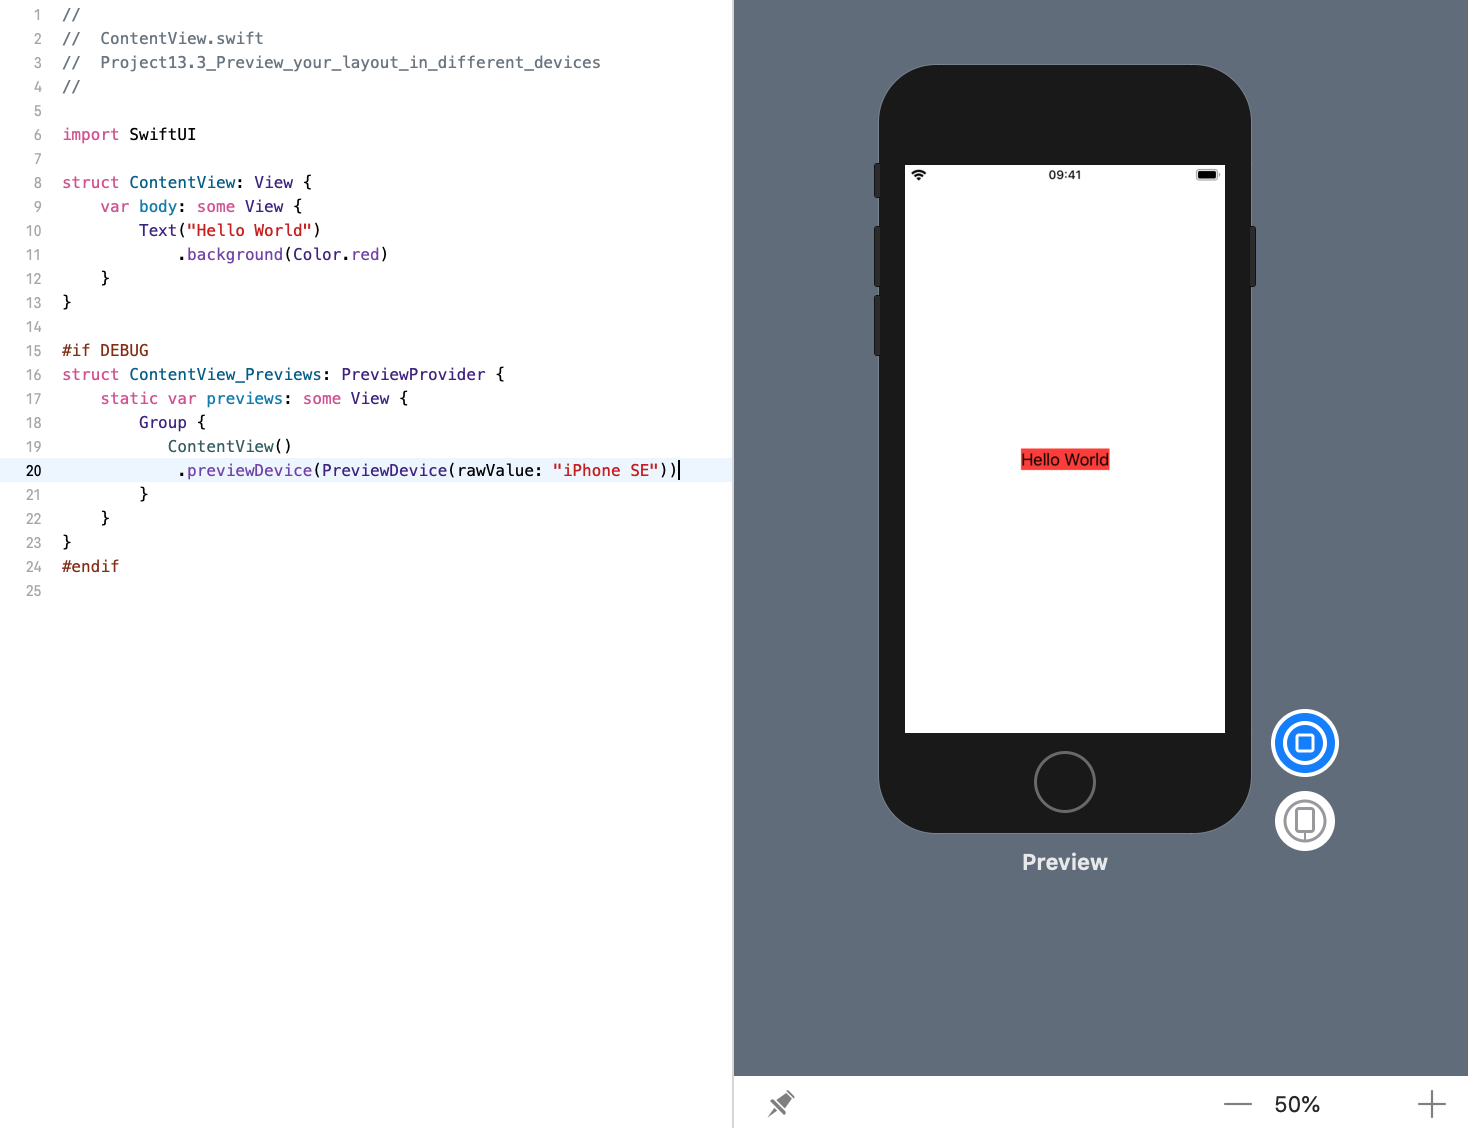 1 //
2 //  ContentView.swift
3 //  Project13.3_Preview_your_layout_in_different_devices
4 //
5
6 import SwiftUI
7
8 struct ContentView: View {
9     var body: some View {
10         Text("Hello World")
11             .background(Color.red)
12     }
13 }
14
15 #if DEBUG
16 struct ContentView_Previews: PreviewProvider {
17     static var previews: some View {
18         Group {
19            ContentView()
20             .previewDevice(PreviewDevice(rawValue: "iPhone SE"))
21         }
22     }
23 }
24 #endif
25
09:41
Hello World
Preview
50%